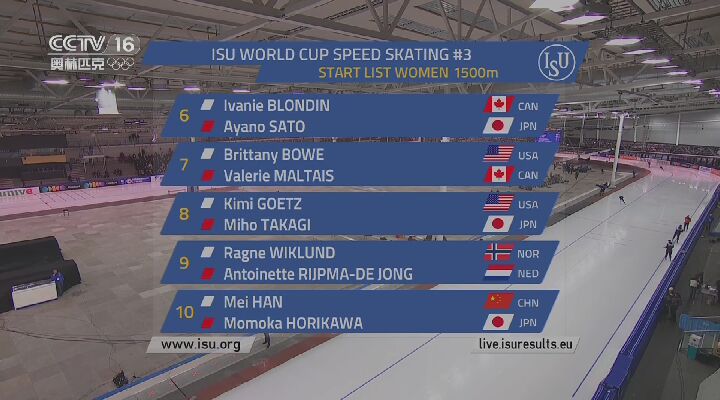 CCTV 16
奥林匹克
ISU WORLD CUP SPEED SKATING #3
START LIST WOMEN 1500m
ISU
6
Ivanie BLONDIN CAN
Ayano SATO JPN
7
Brittany BOWE USA
Valerie MALTAIS CAN
8
Kimi GOETZ USA
Miho TAKAGI JPN
9
Ragne WIKLUND NOR
Antoinette RIJPMA-DE JONG NED
10
Mei HAN CHN
Momoka HORIKAWA JPN
www.isu.org
live.isuresults.eu